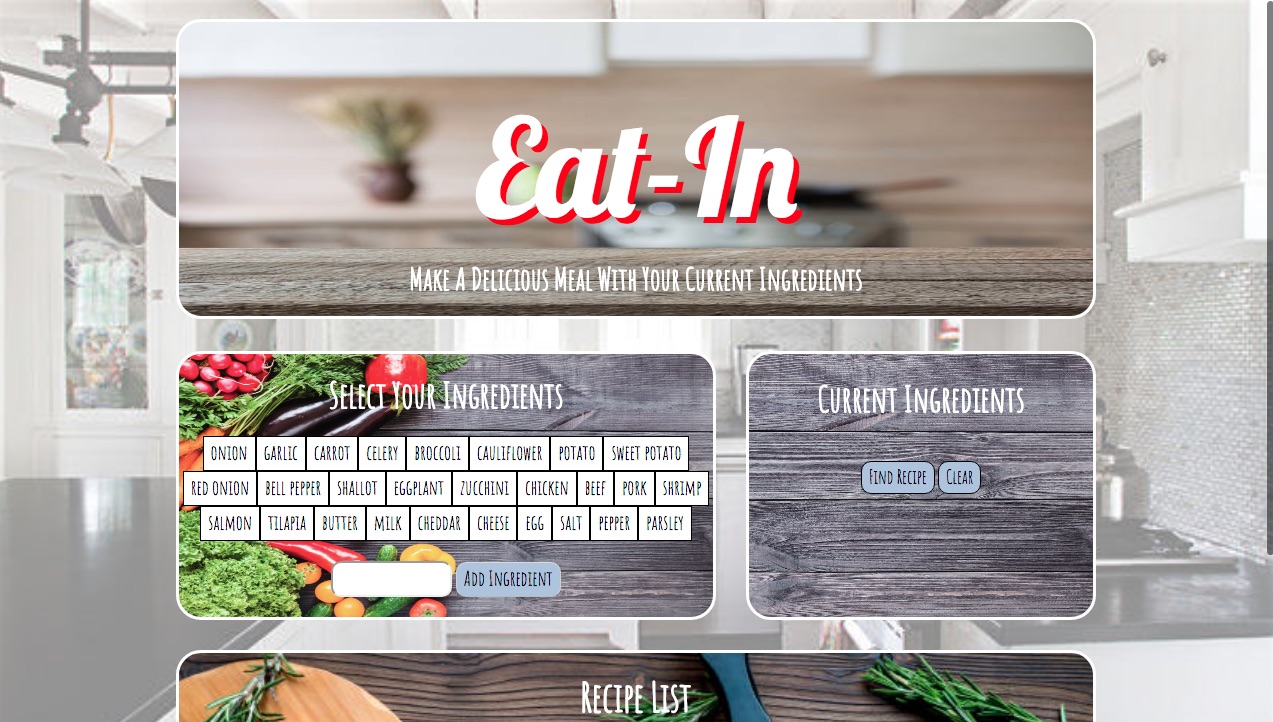 Eat-In
Make A Delicious Meal With Your Current Ingredients
Select Your Ingredients
onion garlic carrot celery broccoli cauliflower potato sweet potato
red onion bell pepper shallot eggplant zucchini chicken beef pork shrimp
salmon tilapia butter milk cheddar cheese egg salt pepper parsley
Add Ingredient
Current Ingredients
Find Recipe Clear
Recipe List